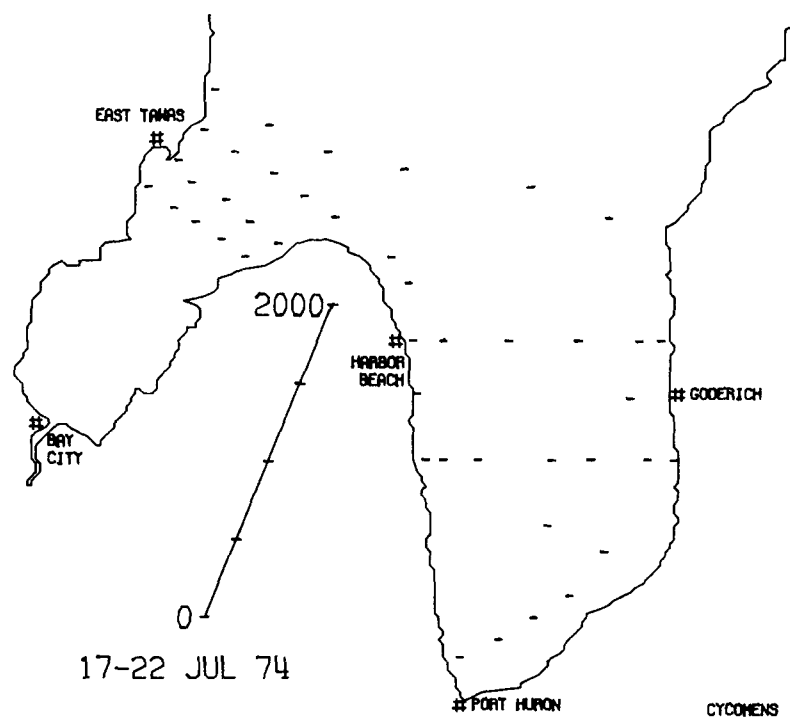 EAST TAWAS
#
2000
#
HARBOR
BEACH
# GODERICH
#
BAY
CITY
0
17-22 JUL 74
# PORT HURON
CYCOMENS